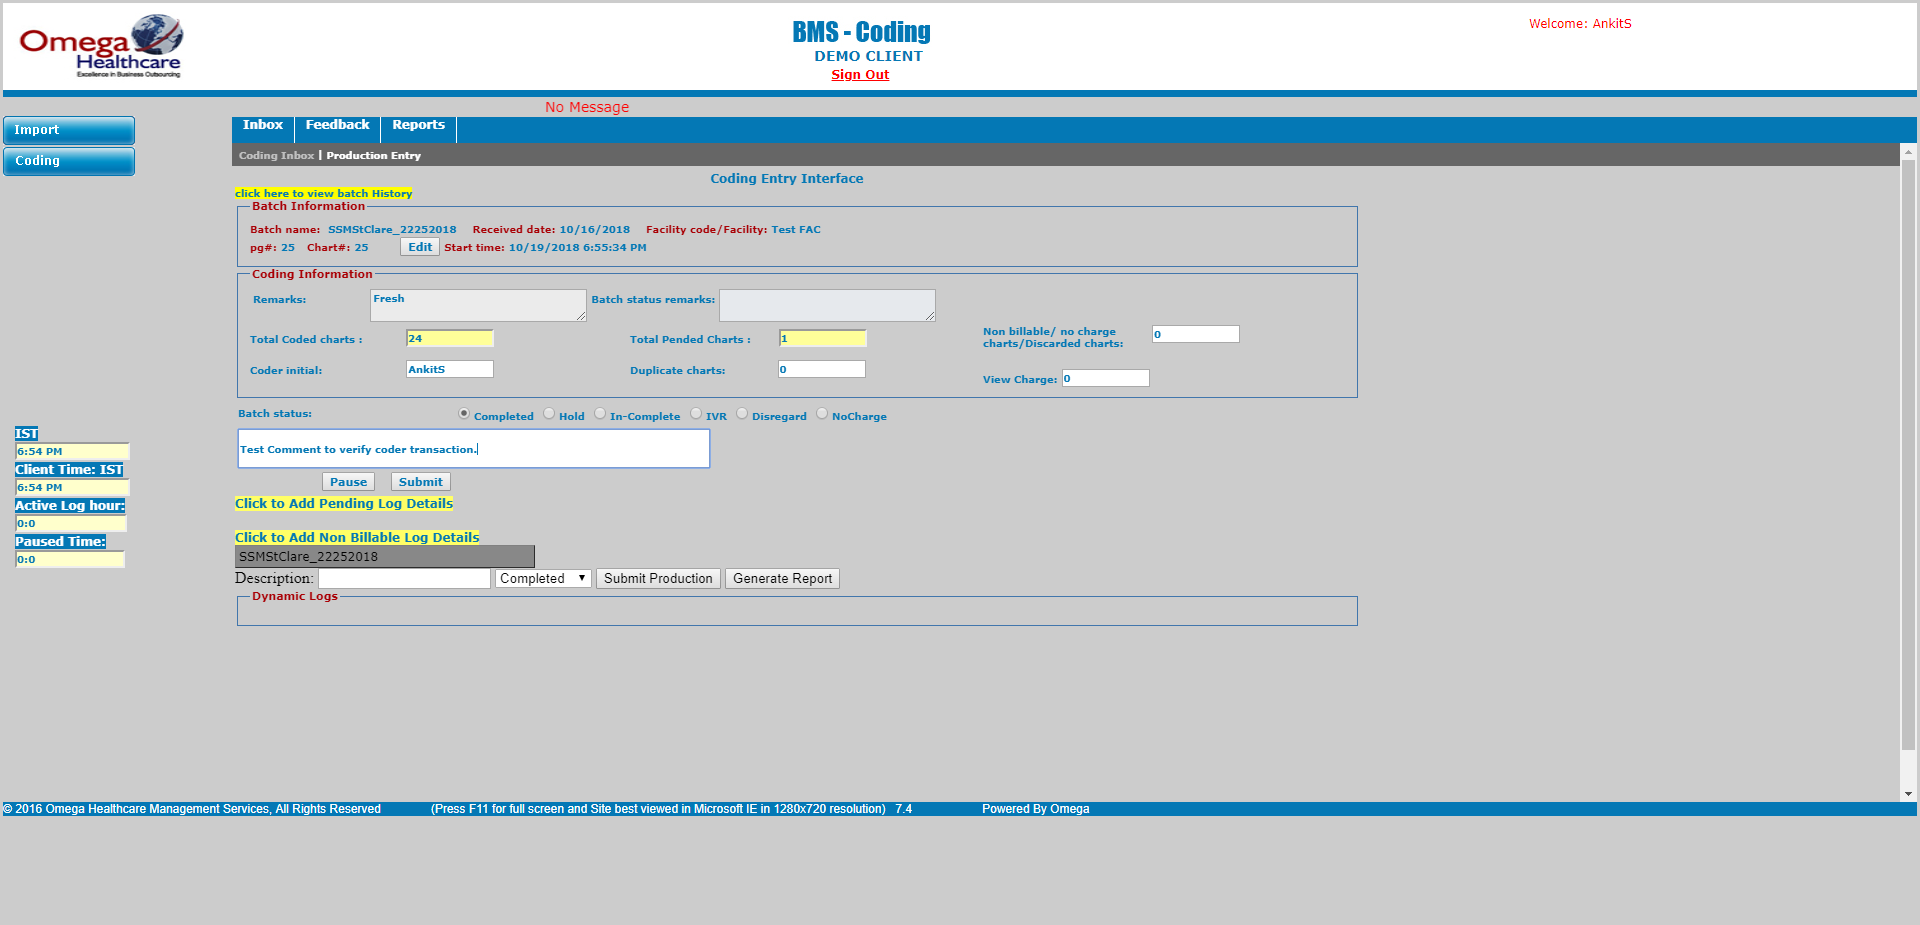 Omega
Healthcare
Excellence in Business Outsourcing
BMS - Coding
DEMO CLIENT
Sign Out
Welcome: AnkitS
No Message
Import
Coding
Inbox Feedback Reports
Coding Inbox | Production Entry
Coding Entry Interface
click here to view batch History
Batch Information
Batch name: SSMStClare_22252018 Received date: 10/16/2018 Facility code/Facility: Test FAC
pg#: 25 Chart#: 25 Edit Start time: 10/19/2018 6:55:34 PM
Coding Information
Remarks: Fresh Batch status remarks:
Total Coded charts : 24 Total Pended Charts : 1 Non billable/ no charge
charts/Discarded charts: 0
Coder initial: AnkitS Duplicate charts: 0 View Charge: 0
Batch status: Completed Hold In-Complete IVR Disregard NoCharge
Test Comment to verify coder transaction.
Pause Submit
Click to Add Pending Log Details
Click to Add Non Billable Log Details
SSMStClare_22252018
Description: Completed Submit Production Generate Report
Dynamic Logs
IST
6:54 PM
Client Time: IST
6:54 PM
Active Log hour:
0:0
Paused Time:
0:0
© 2016 Omega Healthcare Management Services, All Rights Reserved (Press F11 for full screen and Site best viewed in Microsoft IE in 1280x720 resolution) 7.4 Powered By Omega